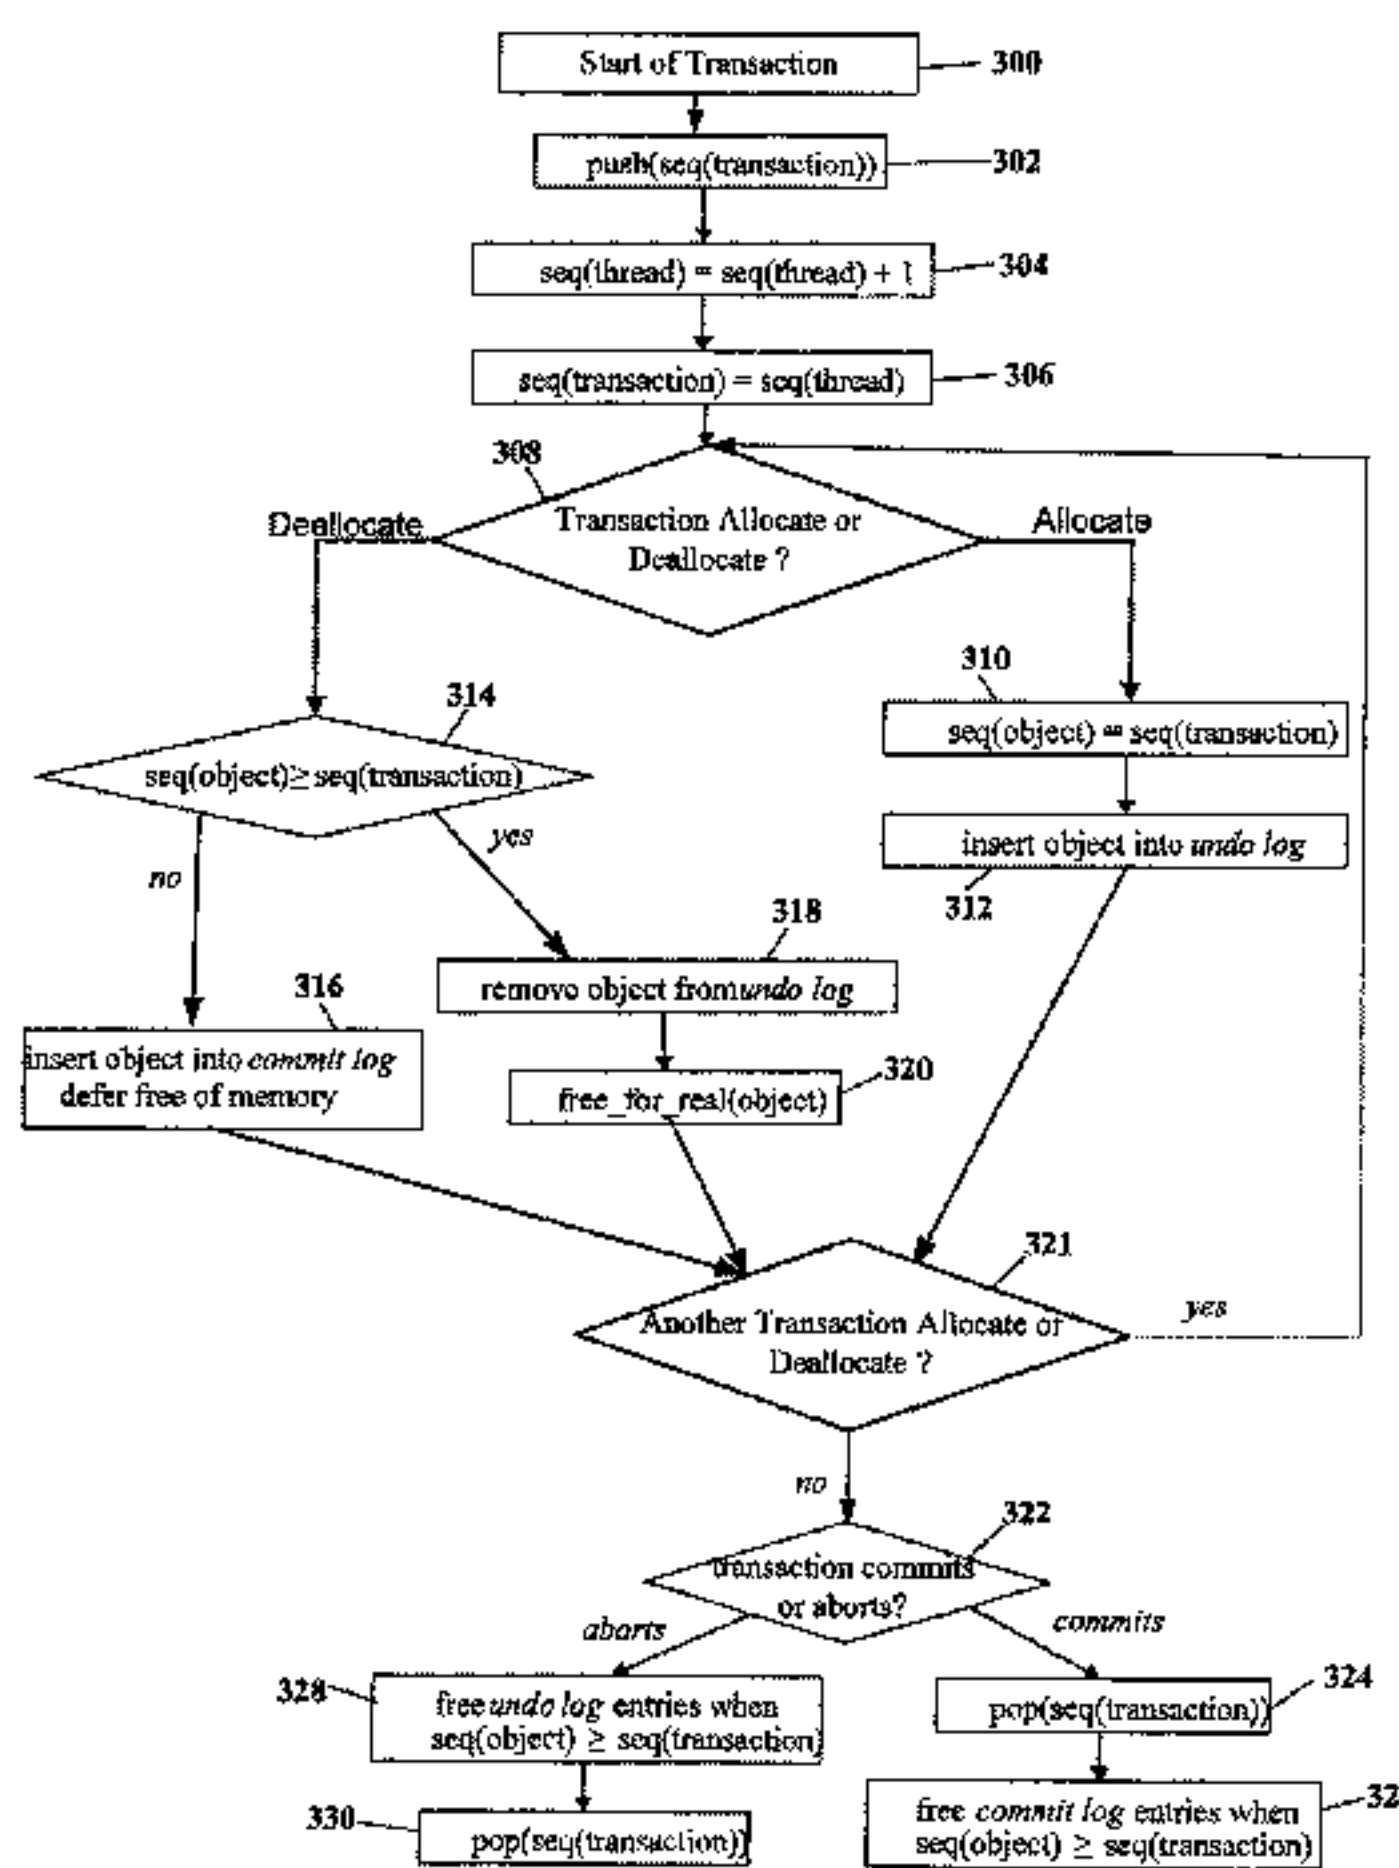 Start of Transaction
300
push(seq(transaction))
302
seq(thread) = seq(thread) + 1
304
seq(transaction) = seq(thread)
306
308
Deallocate
Transaction Allocate or
Deallocate ?
Allocate
310
seq(object) = seq(transaction)
314
seq(object)≥ seq(transaction)
insert object into undo log
312
yes
no
318
remove object from undo log
316
insert object into commit log
defer free of memory
320
free_for_real(object)
321
Another Transaction Allocate or
Deallocate ?
yes
no
322
transaction commits
or aborts?
aborts
commits
328
free undo log entries when
seq(object) ≥ seq(transaction)
324
pop(seq(transaction))
330
pop(seq(transaction))
free commit log entries when
seq(object) ≥ seq(transaction)